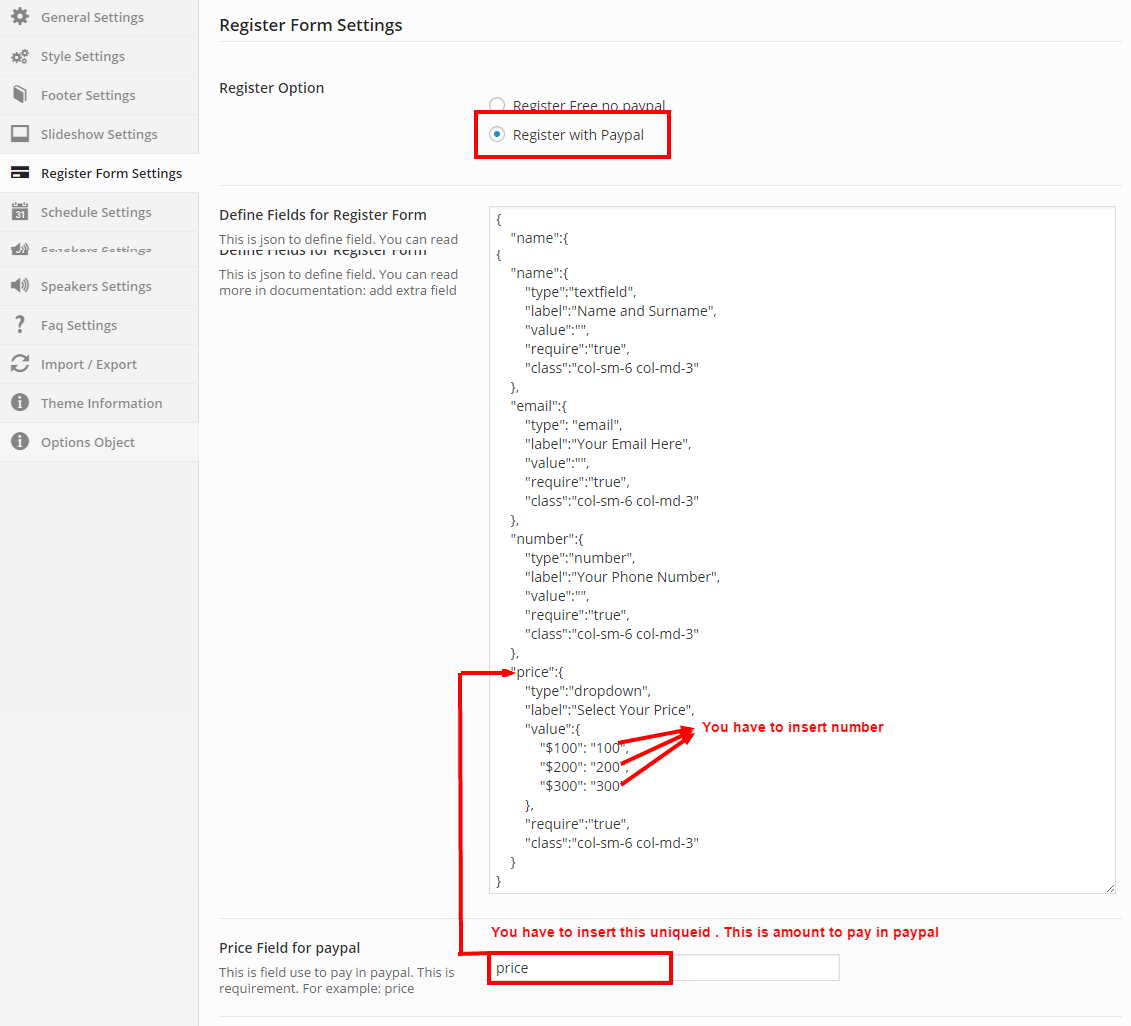 General Settings
Style Settings
Footer Settings
Slideshow Settings
Register Form Settings
31
Schedule Settings
Speakers Settings
Speakers Settings
Faq Settings
Import / Export
Theme Information
Options Object
Register Form Settings
Register Option
Register Free no paypal
Register with Paypal
Define Fields for Register Form
This is json to define field. You can read
Define Fields for Register Form
This is json to define field. You can read
more in documentation: add extra field
{
"name":{
{
"name":{
"type":"textfield",
"label":"Name and Surname",
"value":"",
"require":"true",
"class":"col-sm-6 col-md-3"
},
"email":{
"type": "email",
"label":"Your Email Here",
"value":"",
"require":"true",
"class":"col-sm-6 col-md-3"
},
"number":{
"type":"number",
"label":"Your Phone Number",
"value":"",
"require":"true",
"class":"col-sm-6 col-md-3"
},
"price":{
"type":"dropdown",
"label":"Select Your Price",
"value":{
"$100": "100",
"$200": "200",
"$300": "300"
},
"require":"true",
"class":"col-sm-6 col-md-3"
}
}
You have to insert number
You have to insert this uniqueid . This is amount to pay in paypal
Price Field for paypal
This is field use to pay in paypal. This is
requirement. For example: price
price